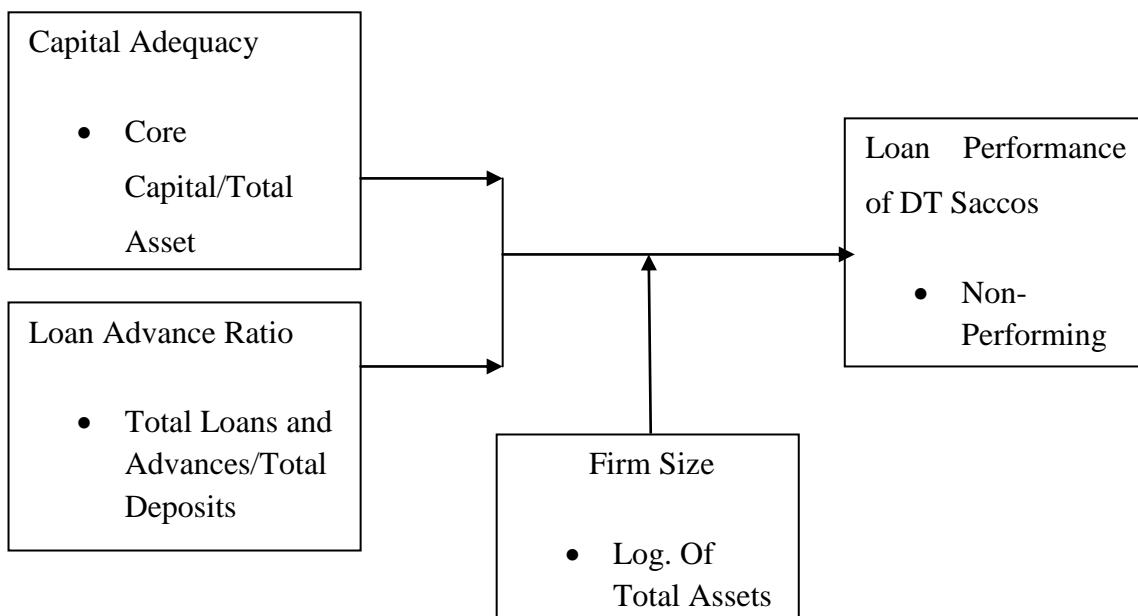 Capital Adequacy
• Core
Capital/Total
Asset
Loan Advance Ratio
• Total Loans and
Advances/Total
Deposits
Firm Size
• Log. Of
Total Assets
Loan Performance
of DT Saccos
• Non-
Performing